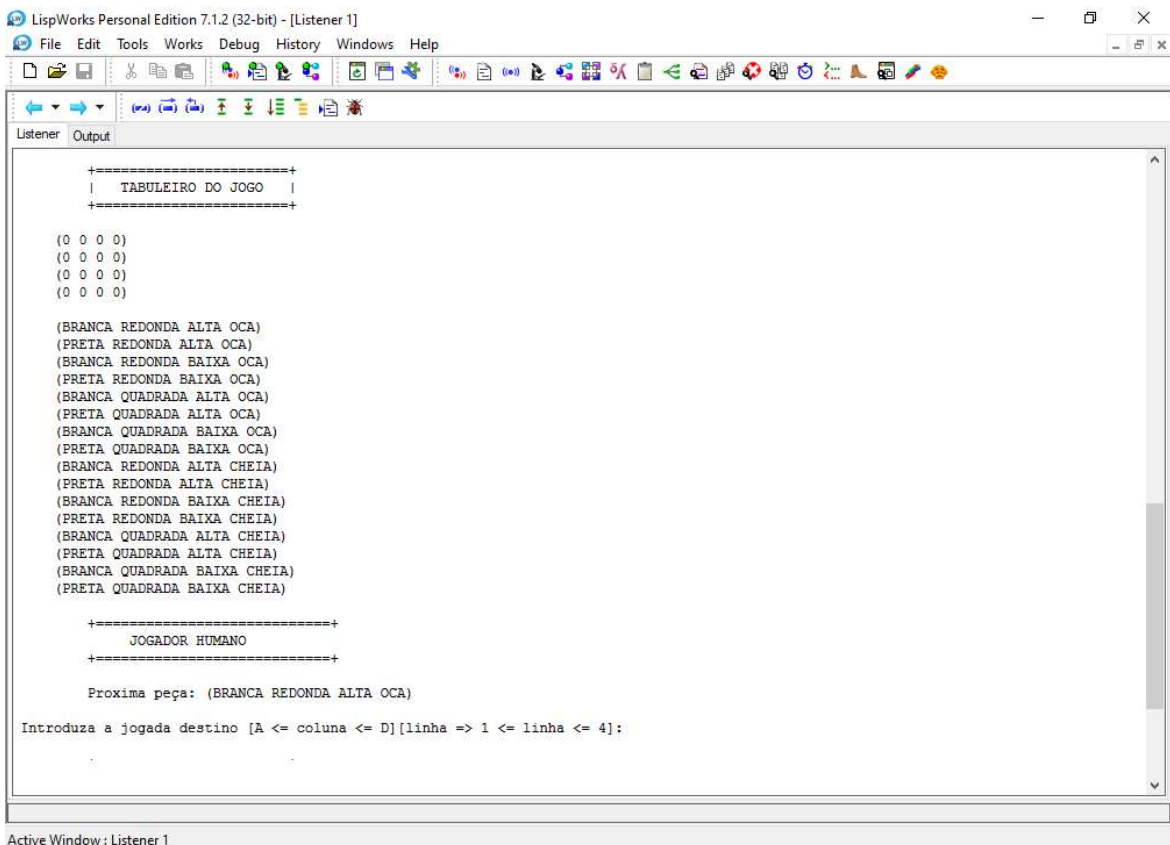 LispWorks Personal Edition 7.1.2 (32-bit) - [Listener 1]
File Edit Tools Works Debug History Windows Help
Listener Output
+=======================+
| TABULEIRO DO JOGO |
+=======================+
(0 0 0 0)
(0 0 0 0)
(0 0 0 0)
(0 0 0 0)
(BRANCA REDONDA ALTA OCA)
(PRETA REDONDA ALTA OCA)
(BRANCA REDONDA BAIXA OCA)
(PRETA REDONDA BAIXA OCA)
(BRANCA QUADRADA ALTA OCA)
(PRETA QUADRADA ALTA OCA)
(BRANCA QUADRADA BAIXA OCA)
(PRETA QUADRADA BAIXA OCA)
(BRANCA REDONDA ALTA CHEIA)
(PRETA REDONDA ALTA CHEIA)
(BRANCA REDONDA BAIXA CHEIA)
(PRETA REDONDA BAIXA CHEIA)
(BRANCA QUADRADA ALTA CHEIA)
(PRETA QUADRADA ALTA CHEIA)
(BRANCA QUADRADA BAIXA CHEIA)
(PRETA QUADRADA BAIXA CHEIA)
+============================+
JOGADOR HUMANO
+============================+
Proxima peça: (BRANCA REDONDA ALTA OCA)
Introduza a jogada destino [A <= coluna <= D][linha => 1 <= linha <= 4]:
Active Window : Listener 1